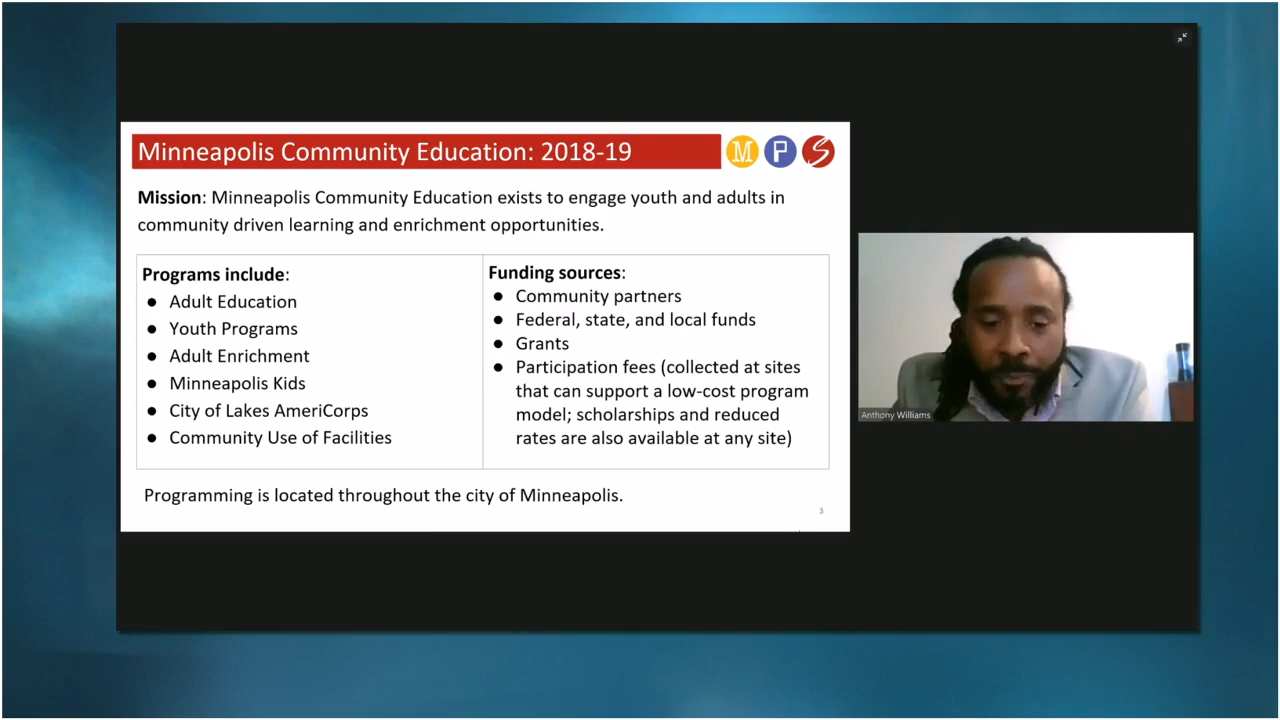 Minneapolis Community Education: 2018-19
M P S
Mission: Minneapolis Community Education exists to engage youth and adults in
community driven learning and enrichment opportunities.
Programs include:
● Adult Education
● Youth Programs
● Adult Enrichment
● Minneapolis Kids
● City of Lakes AmeriCorps
● Community Use of Facilities
Funding sources:
● Community partners
● Federal, state, and local funds
● Grants
● Participation fees (collected at sites
that can support a low-cost program
model; scholarships and reduced
rates are also available at any site)
Programming is located throughout the city of Minneapolis.
3
Anthony Williams